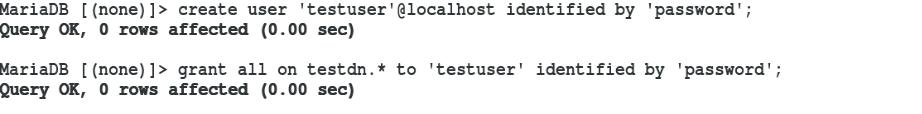 MariaDB [(none)]> create user 'testuser'@localhost identified by 'password';
Query OK, 0 rows affected (0.00 sec)
MariaDB [(none)]> grant all on testdn.* to 'testuser' identified by 'password';
Query OK, 0 rows affected (0.00 sec)